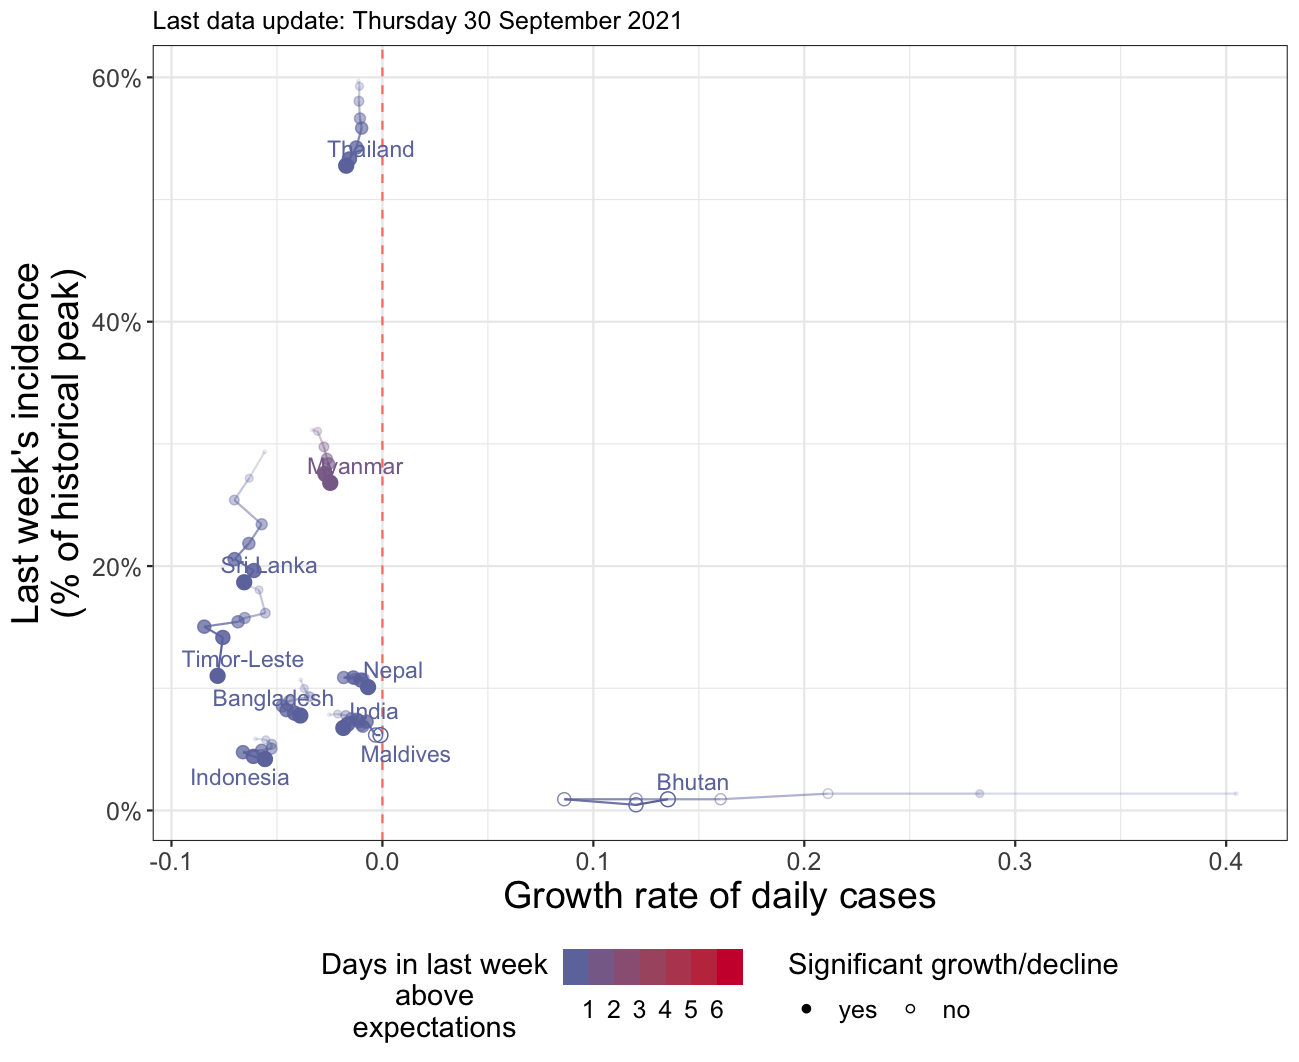 Last data update: Thursday 30 September 2021
Last week's incidence
(% of historical peak)
60%
40%
20%
0%
Thailand
Myanmar
Sri Lanka
Timor-Leste
Nepal
Bangladesh
India
Maldives
Indonesia
Bhutan
-0.1 0.0 0.1 0.2 0.3 0.4
Growth rate of daily cases
Days in last week
above
expectations
1 2 3 4 5 6
Significant growth/decline
yes no